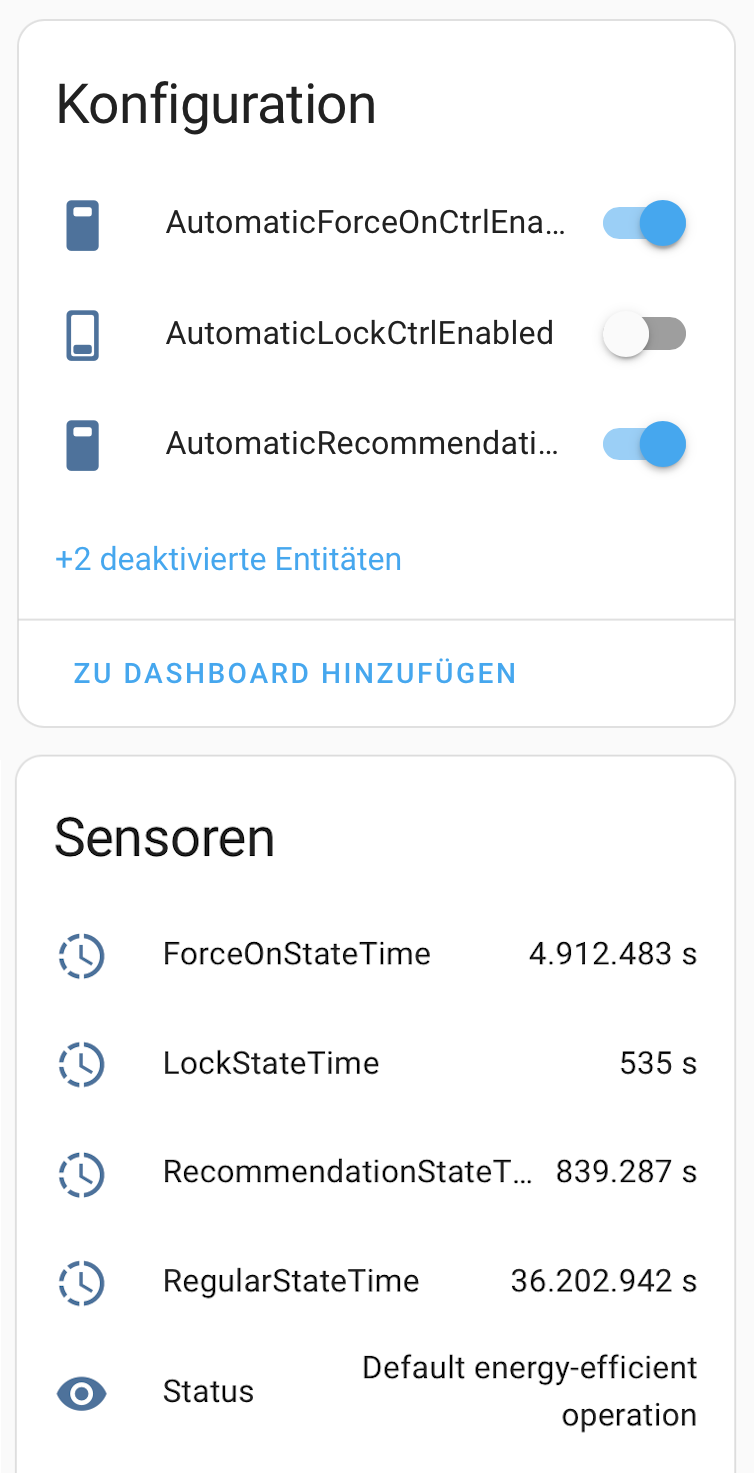 Konfiguration
AutomaticForceOnCtrlEna...
AutomaticLockCtrlEnabled
AutomaticRecommendati...
+2 deaktivierte Entitäten
ZU DASHBOARD HINZUFÜGEN
Sensoren
ForceOnStateTime 4.912.483 s
LockStateTime 535 s
RecommendationStateT... 839.287 s
RegularStateTime 36.202.942 s
Status Default energy-efficient
operation